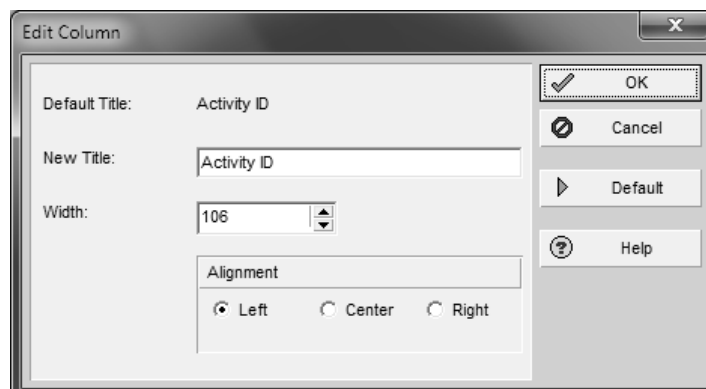 Edit Column
Default Title: Activity ID
New Title: Activity ID
Width: 106
Alignment
Left Center Right
OK
Cancel
Default
Help